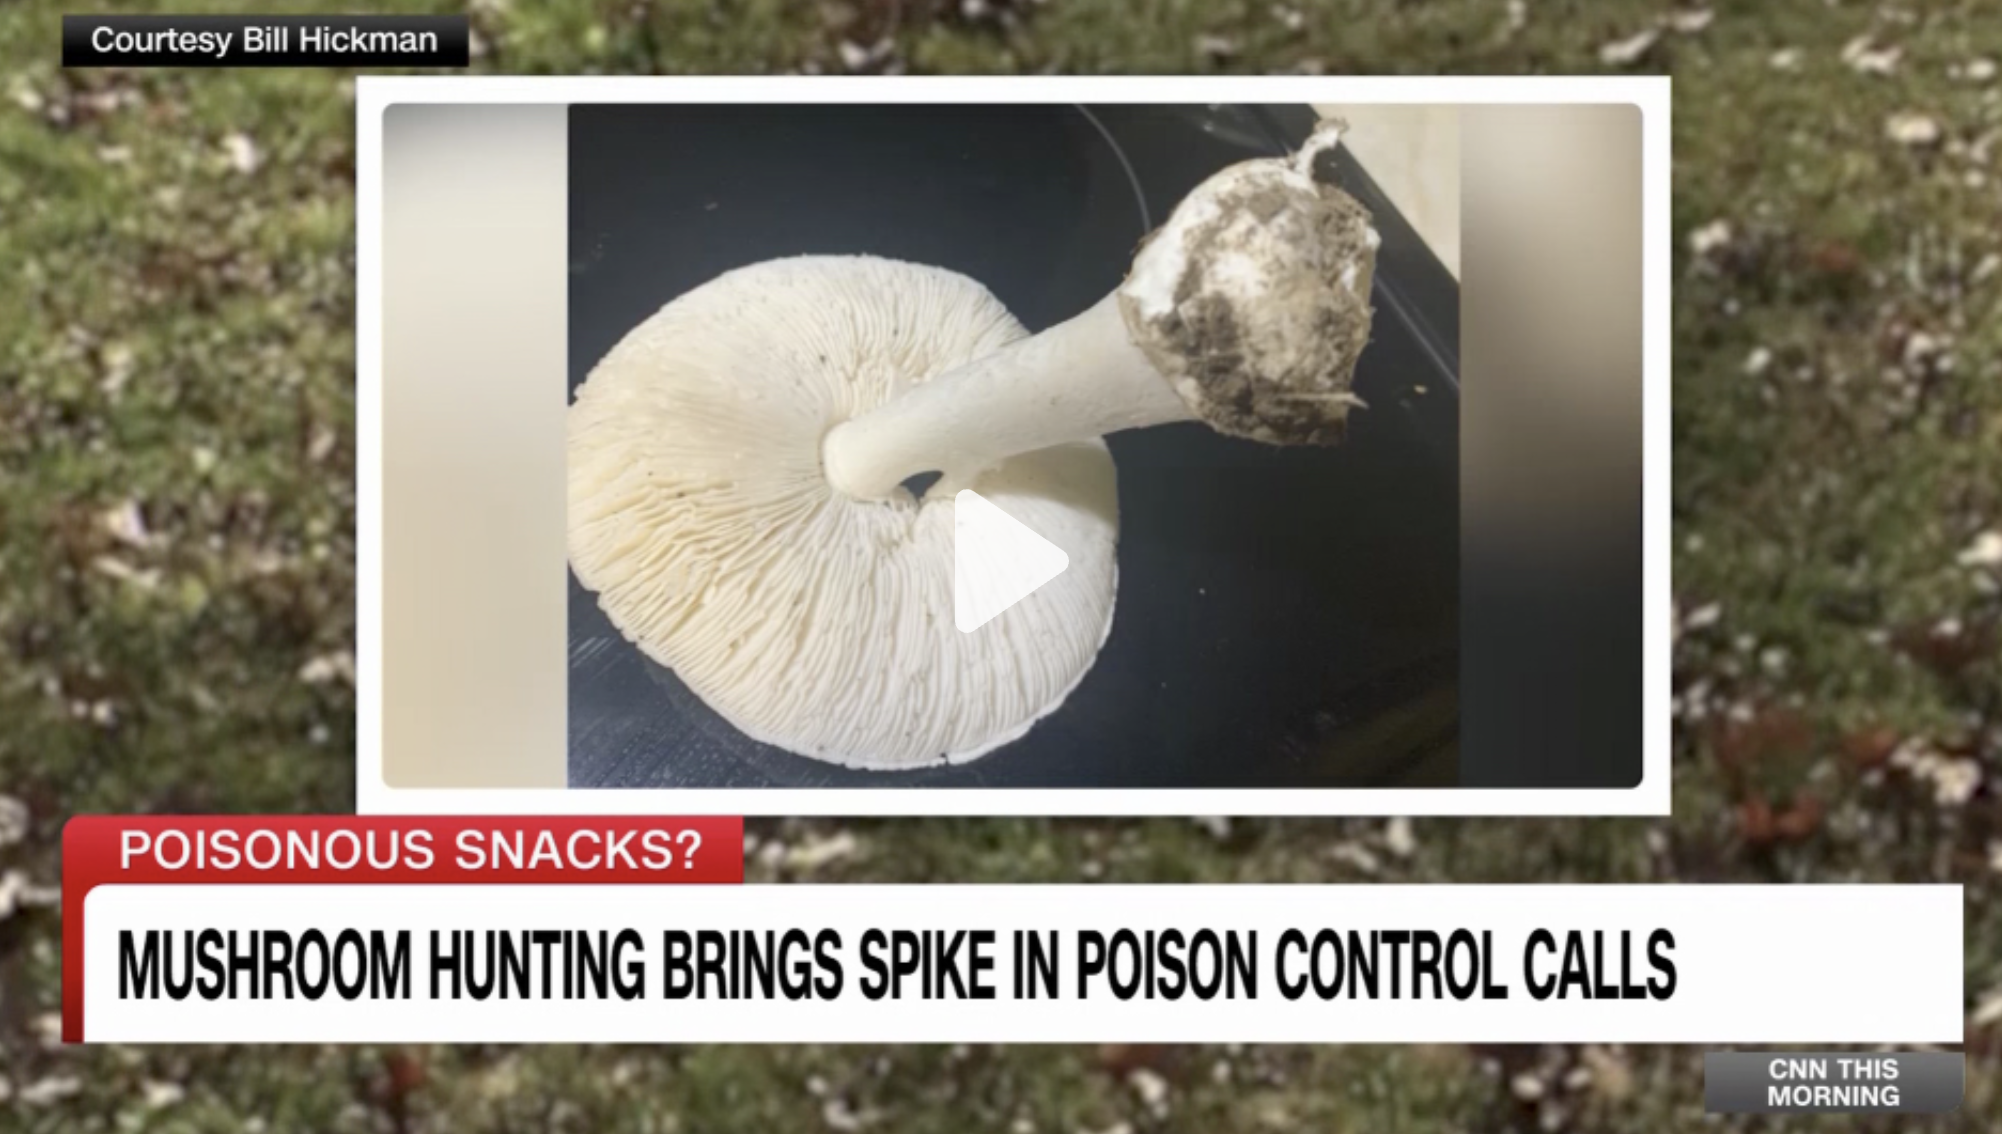 Courtesy Bill Hickman
POISONOUS SNACKS?
MUSHROOM HUNTING BRINGS SPIKE IN POISON CONTROL CALLS
CNN THIS
MORNING